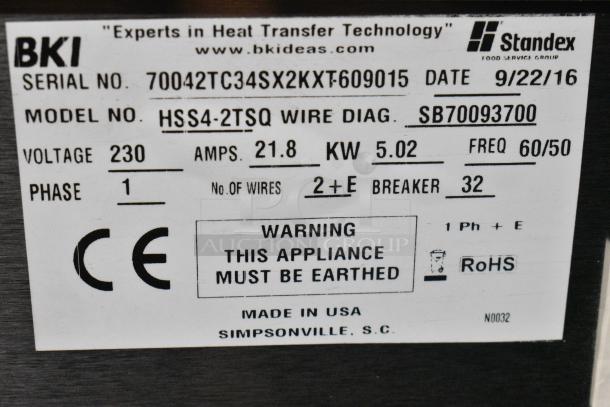 BKI "Experts in Heat Transfer Technology" Standex
www.bkideas.com FOOD SERVICE GROUP
SERIAL NO. 70042TC34SX2KXT-609015 DATE 9/22/16
MODEL NO. HSS4-2TSQ WIRE DIAG. SB70093700
VOLTAGE 230 AMPS. 21.8 KW 5.02 FREQ 60/50
PHASE 1 No.OF WIRES 2+E BREAKER 32
CE
WARNING
THIS APPLIANCE
MUST BE EARTHED
1 Ph + E
RoHS
MADE IN USA
SIMPSONVILLE, S.C.
N0032
PCI
AUCTION GROUP